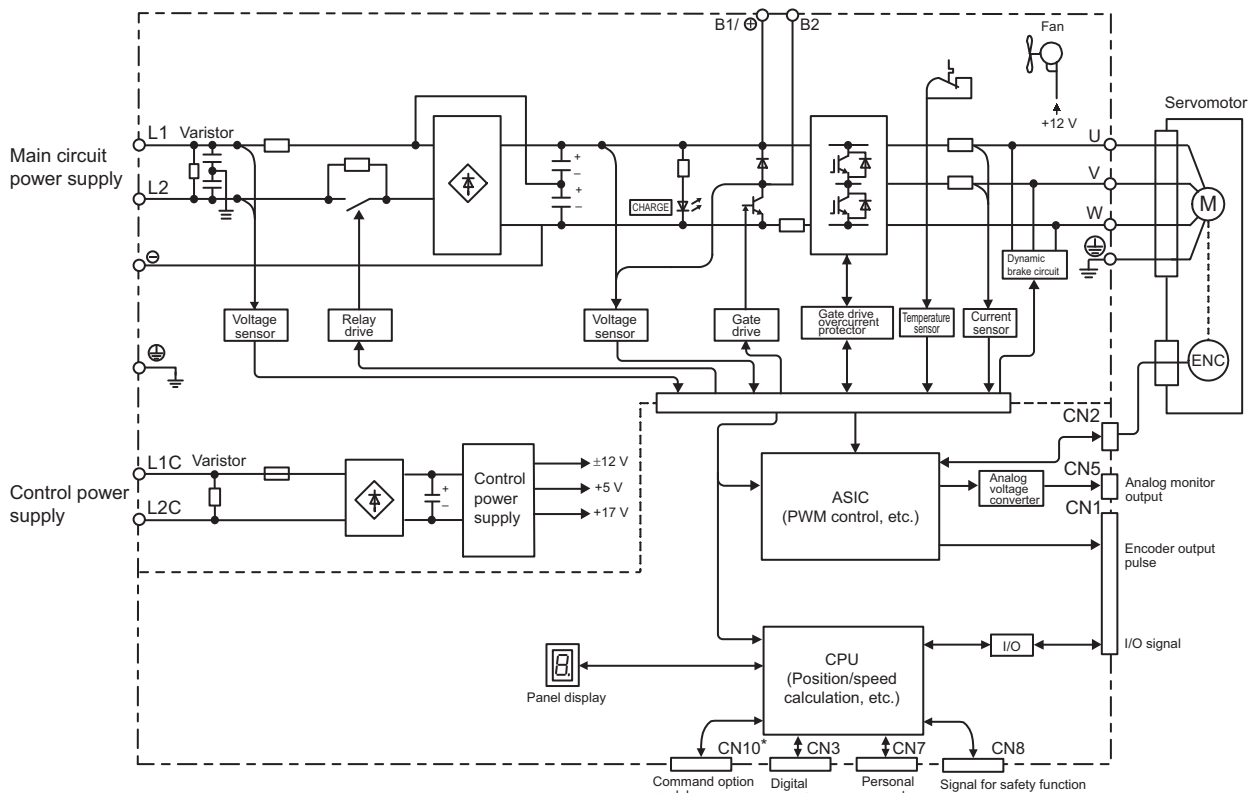 B1/ ⊕ B2
Fan
+12 V
Servomotor
Main circuit
power supply
L1
Varistor
L2
+
–
+
–
CHARGE
U
V
W
M
⊖
Dynamic
brake circuit
Voltage
sensor
Relay
drive
Voltage
sensor
Gate
drive
Gate drive
overcurrent
protector
Temperature
sensor
Current
sensor
ENC
Control power
supply
L1C
Varistor
L2C
+
–
Control
power
supply
±12 V
+5 V
+17 V
ASIC
(PWM control, etc.)
Analog
voltage
converter
CN2
CN5
Analog monitor
output
CN1
Encoder output
pulse
I/O
I/O signal
8.
Panel display
CPU
(Position/speed
calculation, etc.)
CN10*
CN3
CN7
CN8
Command option
Digital
Personal
Signal for safety function